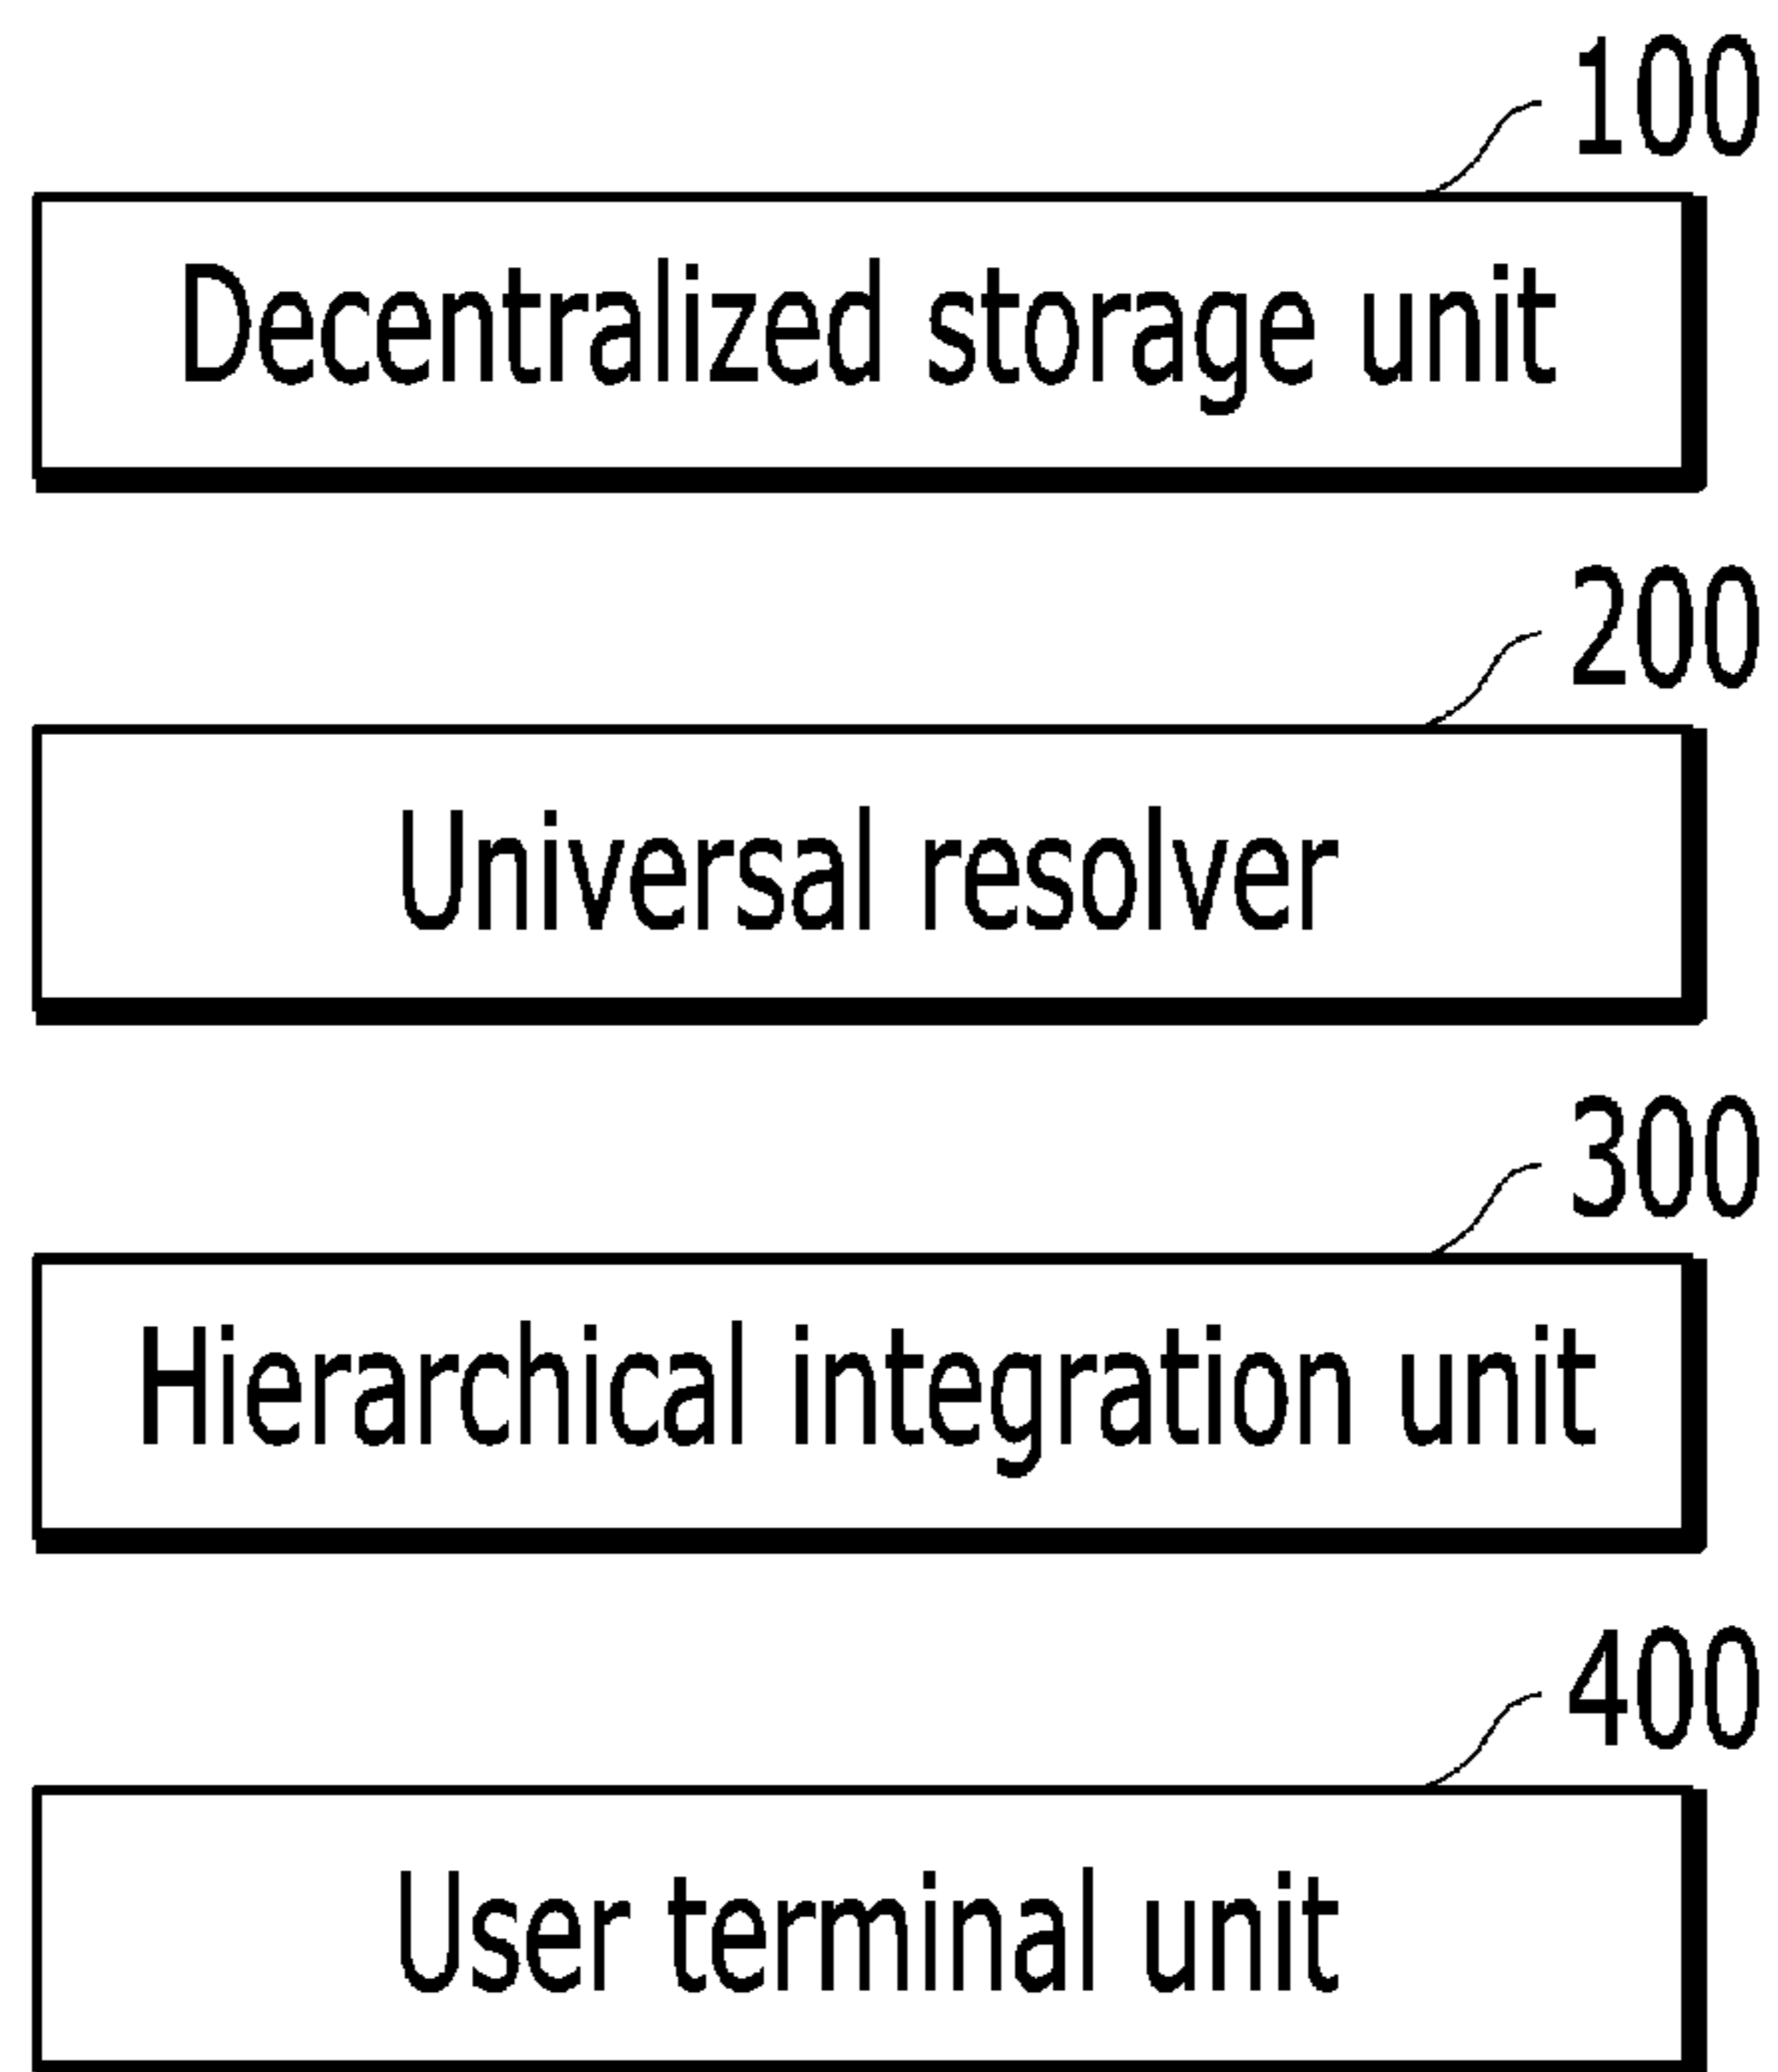 100
Decentralized storage unit
200
Universal resolver
300
Hierarchical integration unit
400
User terminal unit